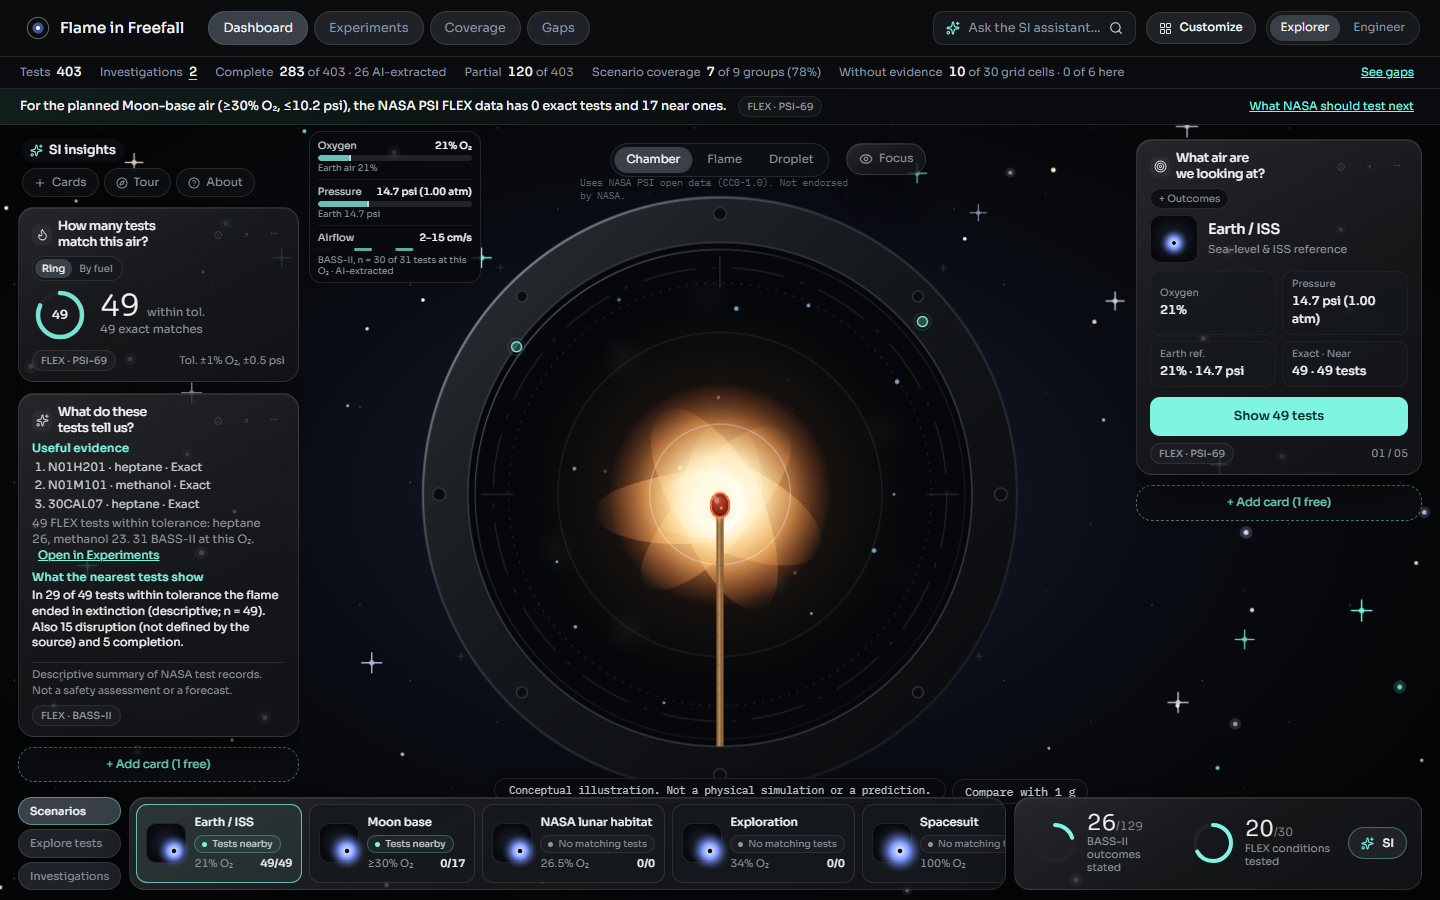 Flame in Freefall
Dashboard
Experiments
Coverage
Gaps
Ask the SI assistant...
Customize
Explorer
Engineer
Tests 403
Investigations 2
Complete 283 of 403 · 26 AI-extracted
Partial 120 of 403
Scenario coverage 7 of 9 groups (78%)
Without evidence 10 of 30 grid cells · 0 of 6 here
See gaps
For the planned Moon-base air (≥30% O₂, ≤10.2 psi), the NASA PSI FLEX data has 0 exact tests and 17 near ones.
FLEX · PSI-69
What NASA should test next
SI insights
+ Cards
Tour
About
How many tests
match this air?
Ring
By fuel
49
49 within tol.
49 exact matches
FLEX · PSI-69
Tol. ±1% O₂, ±0.5 psi
What do these
tests tell us?
Useful evidence
1. N01H201 · heptane · Exact
2. N01M101 · methanol · Exact
3. 30CAL07 · heptane · Exact
49 FLEX tests within tolerance: heptane
26, methanol 23. 31 BASS-II at this O₂.
Open in Experiments
What the nearest tests show
In 29 of 49 tests within tolerance the flame
ended in extinction (descriptive; n = 49).
Also 15 disruption (not defined by the
source) and 5 completion.
Descriptive summary of NASA test records.
Not a safety assessment or a forecast.
FLEX · BASS-II
+ Add card (1 free)
Oxygen 21% O₂
Earth air 21%
Pressure 14.7 psi (1.00 atm)
Earth 14.7 psi
Airflow 2–15 cm/s
BASS-II, n = 30 of 31 tests at this
O₂ · AI-extracted
Chamber
Flame
Droplet
Focus
Uses NASA PSI open data (CC0-1.0). Not endorsed
by NASA.
Conceptual illustration. Not a physical simulation or a prediction.
Compare with 1 g
What air are
we looking at?
+ Outcomes
Earth / ISS
Sea-level & ISS reference
Oxygen
21%
Pressure
14.7 psi (1.00
atm)
Earth ref.
21% · 14.7 psi
Exact · Near
49 · 49 tests
Show 49 tests
FLEX · PSI-69
01 / 05
+ Add card (1 free)
Scenarios
Explore tests
Investigations
Earth / ISS
Tests nearby
21% O₂ 49/49
Moon base
Tests nearby
≥30% O₂ 0/17
NASA lunar habitat
No matching tests
26.5% O₂ 0/0
Exploration
No matching tests
34% O₂ 0/0
Spacesuit
No matching
100% O₂
26/129
BASS-II
outcomes
stated
20/30
FLEX conditions
tested
SI